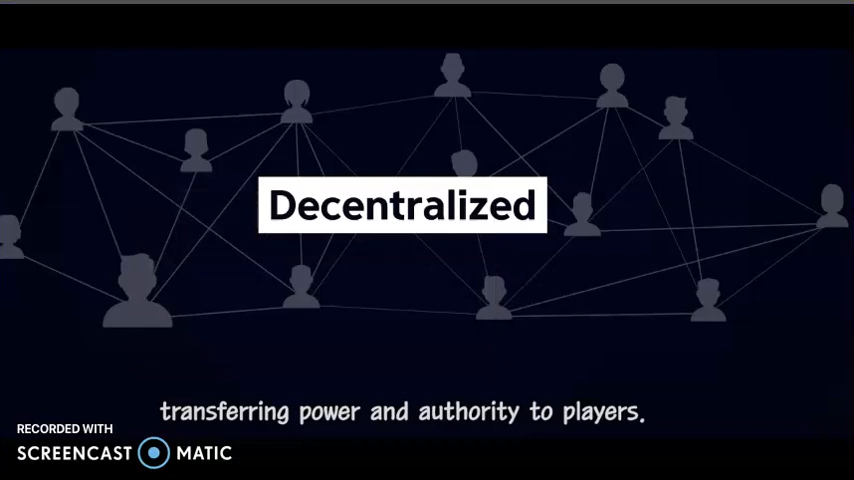 Decentralized
transferring power and authority to players.
RECORDED WITH
SCREENCAST MATIC